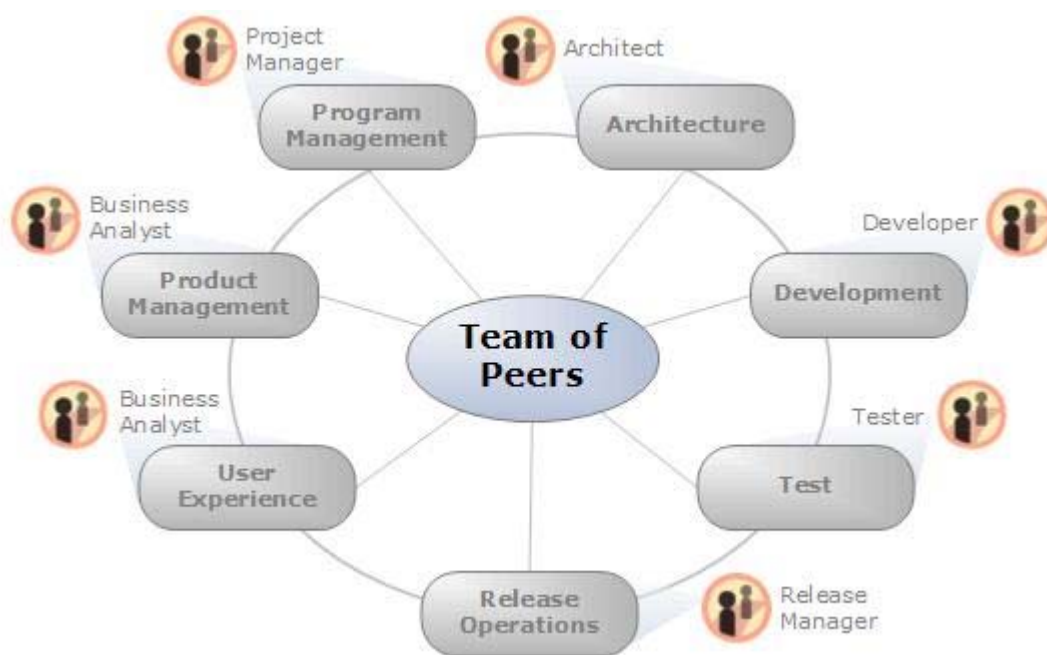 Project
Manager
Architect
Program
Management
Architecture
Business
Analyst
Developer
Product
Management
Development
Team of
Peers
Business
Analyst
Tester
User
Experience
Test
Release
Operations
Release
Manager